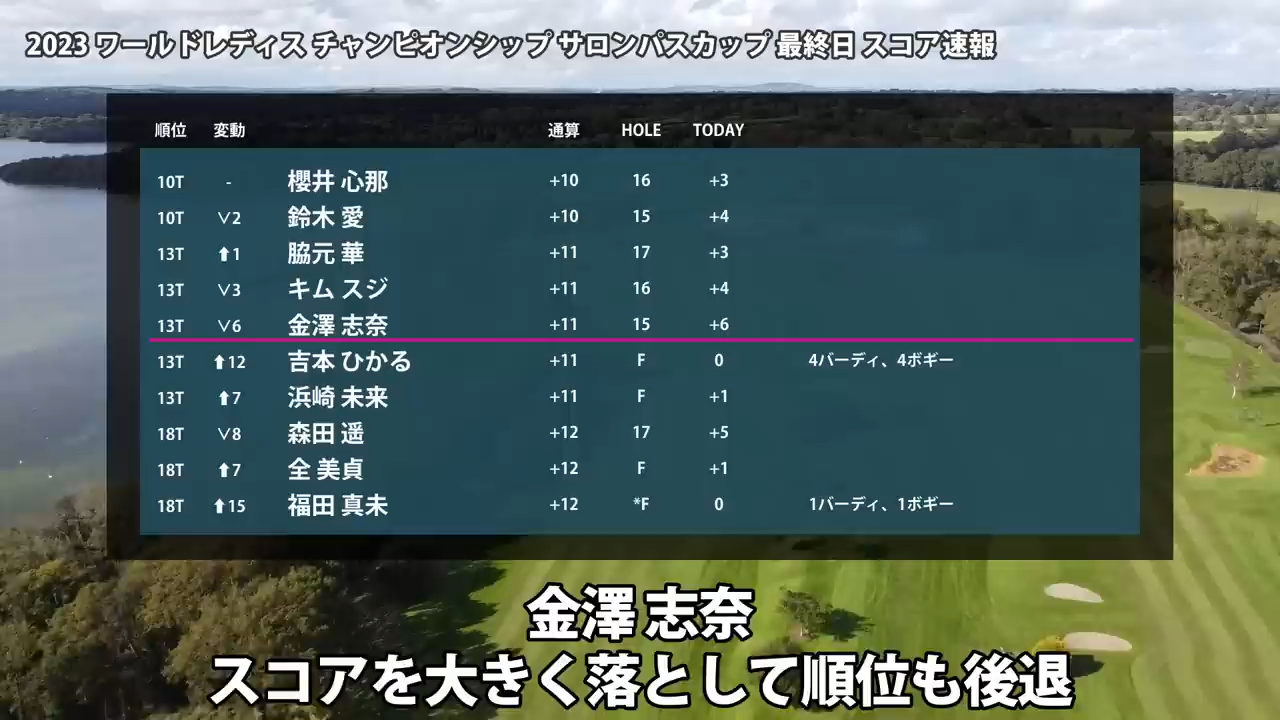 2023 ワールドレディス チャンピオンシップ サロンパスカップ 最終日 スコア速報
順位 変動 通算 HOLE TODAY
10T - 櫻井 心那 +10 16 +3
10T ∨2 鈴木 愛 +10 15 +4
13T ⬆1 脇元 華 +11 17 +3
13T ∨3 キム スジ +11 16 +4
13T ∨6 金澤 志奈 +11 15 +6
13T ⬆12 吉本 ひかる +11 F 0 4バーディ、4ボギー
13T ⬆7 浜崎 未来 +11 F +1
18T ∨8 森田 遥 +12 17 +5
18T ⬆7 全 美貞 +12 F +1
18T ⬆15 福田 真未 +12 *F 0 1バーディ、1ボギー
金澤 志奈
スコアを大きく落として順位も後退